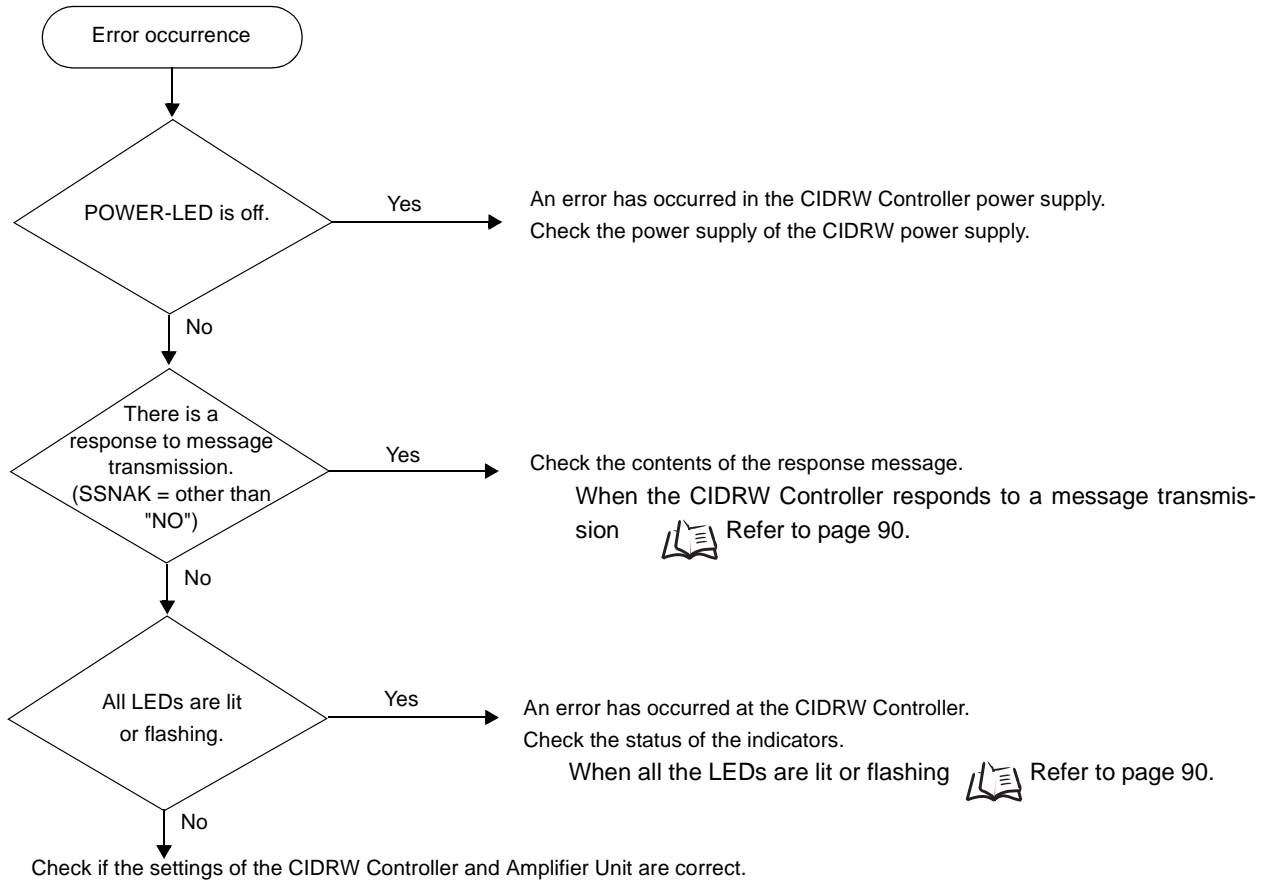 Error occurrence
POWER-LED is off.
Yes
An error has occurred in the CIDRW Controller power supply.
Check the power supply of the CIDRW power supply.
No
There is a
response to message
transmission.
(SSNAK = other than
"NO")
Yes
Check the contents of the response message.
When the CIDRW Controller responds to a message transmis-
sion Refer to page 90.
No
All LEDs are lit
or flashing.
Yes
An error has occurred at the CIDRW Controller.
Check the status of the indicators.
When all the LEDs are lit or flashing Refer to page 90.
No
Check if the settings of the CIDRW Controller and Amplifier Unit are correct.